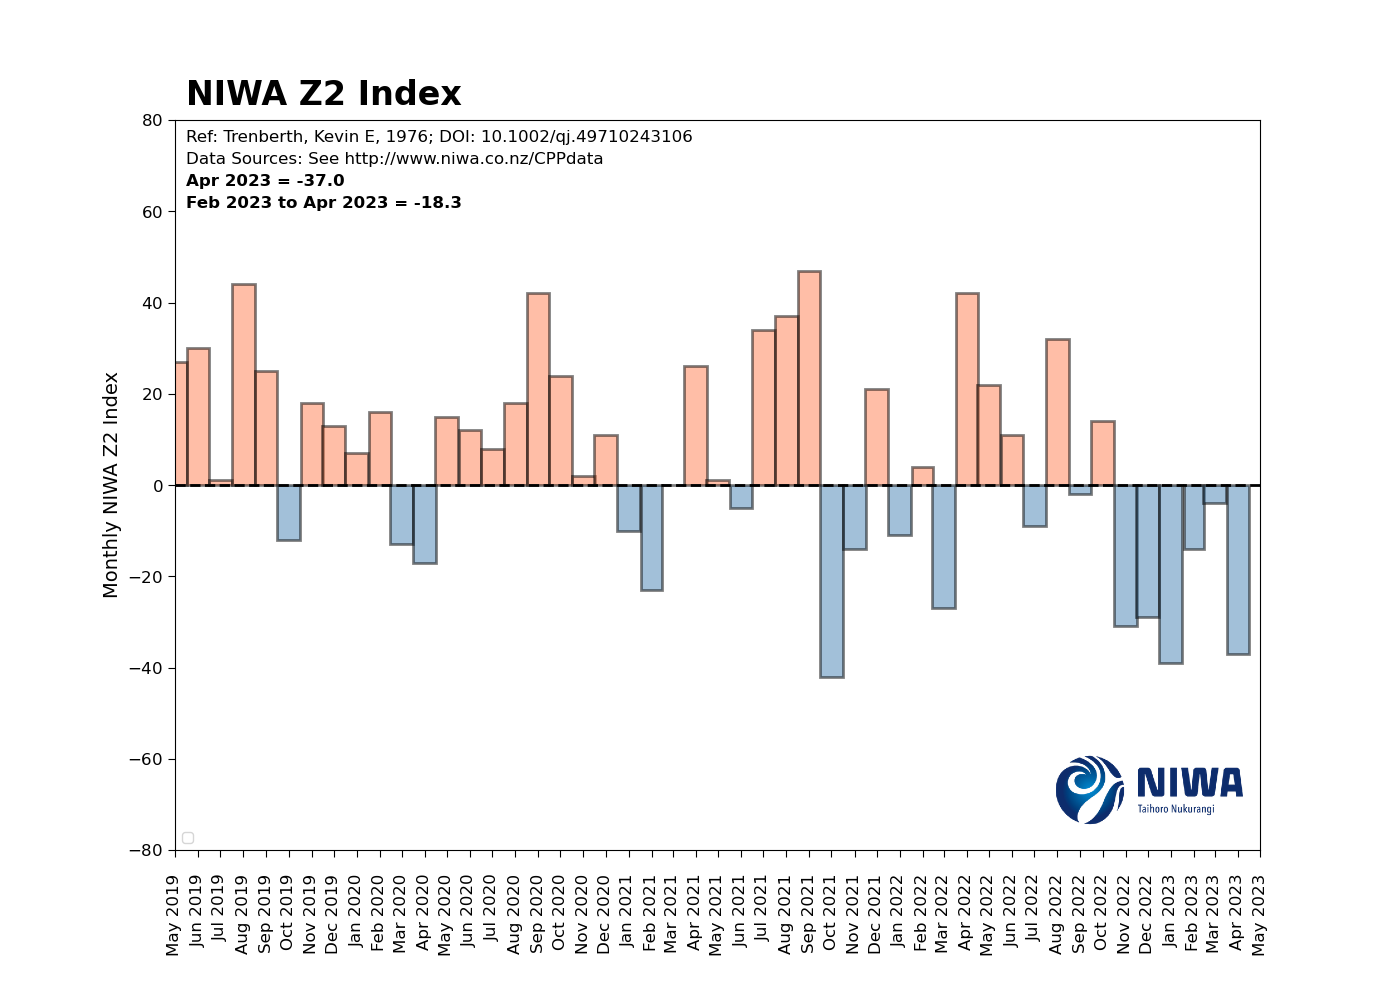 NIWA Z2 Index
Ref: Trenberth, Kevin E, 1976; DOI: 10.1002/qj.49710243106
Data Sources: See http://www.niwa.co.nz/CPPdata
Apr 2023 = -37.0
Feb 2023 to Apr 2023 = -18.3
Monthly NIWA Z2 Index
80
60
40
20
0
−20
−40
−60
−80
NIWA
Taihoro Nukurangi
May 2019
Jun 2019
Jul 2019
Aug 2019
Sep 2019
Oct 2019
Nov 2019
Dec 2019
Jan 2020
Feb 2020
Mar 2020
Apr 2020
May 2020
Jun 2020
Jul 2020
Aug 2020
Sep 2020
Oct 2020
Nov 2020
Dec 2020
Jan 2021
Feb 2021
Mar 2021
Apr 2021
May 2021
Jun 2021
Jul 2021
Aug 2021
Sep 2021
Oct 2021
Nov 2021
Dec 2021
Jan 2022
Feb 2022
Mar 2022
Apr 2022
May 2022
Jun 2022
Jul 2022
Aug 2022
Sep 2022
Oct 2022
Nov 2022
Dec 2022
Jan 2023
Feb 2023
Mar 2023
Apr 2023
May 2023